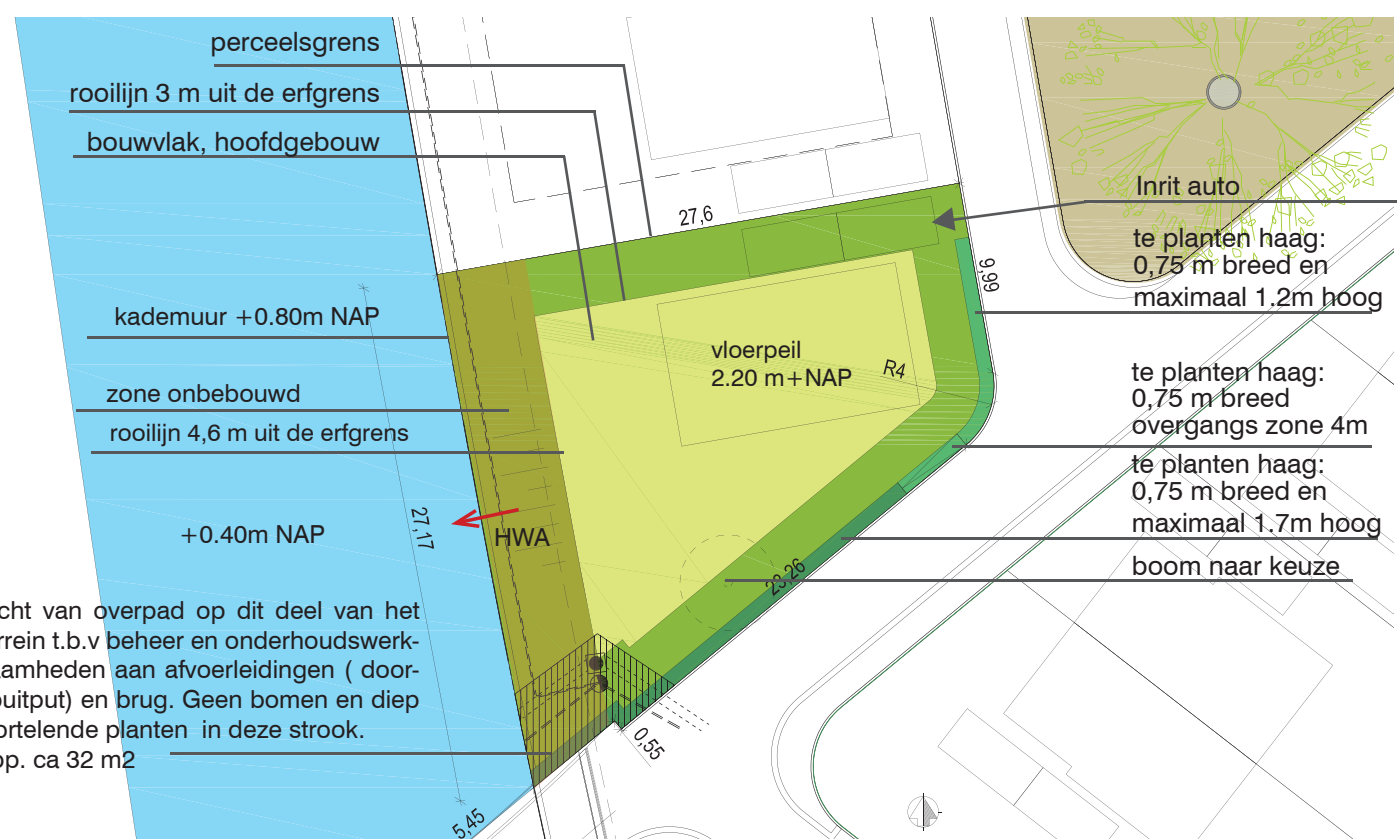 perceelsgrens
rooilijn 3 m uit de erfgrens
bouwvlak, hoofdgebouw
27,6
Inrit auto
te planten haag:
0,75 m breed en
maximaal 1.2m hoog
9,99
kademuur +0.80m NAP
vloerpeil
2.20 m+NAP
R4
zone onbebouwd
rooilijn 4,6 m uit de erfgrens
te planten haag:
0,75 m breed
overgangs zone 4m
te planten haag:
0,75 m breed en
maximaal 1.7m hoog
boom naar keuze
27,17
+0.40m NAP
HWA
23,26
cht van overpad op dit deel van het
rrein t.b.v beheer en onderhoudswerk-
aamheden aan afvoerleidingen ( door-
puitput) en brug. Geen bomen en diep
ortelende planten in deze strook.
pp. ca 32 m2
0,55
5,45